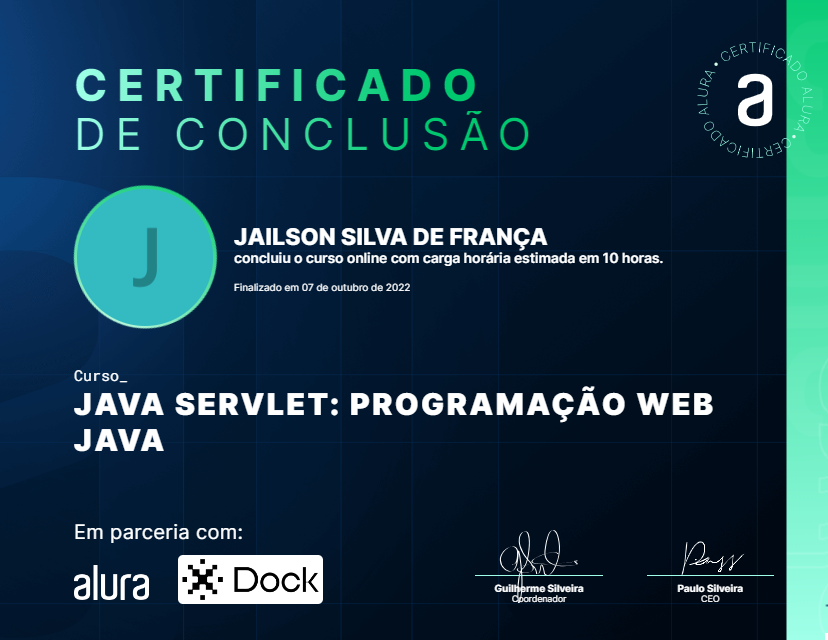 CERTIFICADO
DE CONCLUSÃO
CERTIFICADO ALURA • CERTIFICADO ALURA •
a
J
JAILSON SILVA DE FRANÇA
concluiu o curso online com carga horária estimada em 10 horas.
Finalizado em 07 de outubro de 2022
Curso_
JAVA SERVLET: PROGRAMAÇÃO WEB
JAVA
Em parceria com:
alura
Dock
Guilherme Silveira
Coordenador
Paulo Silveira
CEO